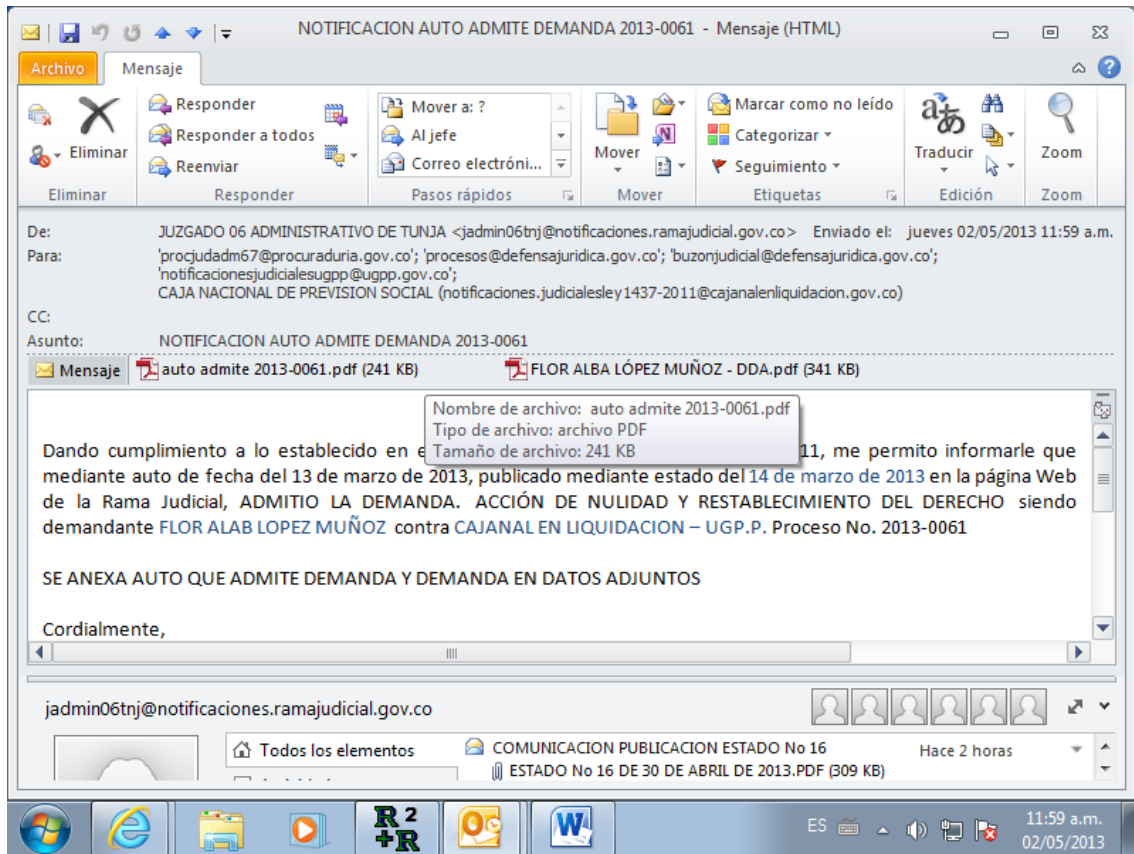 NOTIFICACION AUTO ADMITE DEMANDA 2013-0061 - Mensaje (HTML)
Archivo Mensaje
Eliminar
Responder
Responder a todos
Reenviar
Mover a: ?
Al jefe
Correo electróni...
Mover
Marcar como no leído
Categorizar
Seguimiento
Traducir
Zoom
Eliminar Responder Pasos rápidos Mover Etiquetas Edición Zoom
De: JUZGADO 06 ADMINISTRATIVO DE TUNJA <jadmin06tnj@notificaciones.ramajudicial.gov.co> Enviado el: jueves 02/05/2013 11:59 a.m.
Para: 'procjudadm67@procuraduria.gov.co'; 'procesos@defensajuridica.gov.co'; 'buzonjudicial@defensajuridica.gov.co';
'notificacionesjudicialesugpp@ugpp.gov.co';
CAJA NACIONAL DE PREVISION SOCIAL (notificaciones.judicialesley1437-2011@cajanalenliquidacion.gov.co)
CC:
Asunto: NOTIFICACION AUTO ADMITE DEMANDA 2013-0061
Mensaje auto admite 2013-0061.pdf (241 KB) FLOR ALBA LÓPEZ MUÑOZ - DDA.pdf (341 KB)
Nombre de archivo: auto admite 2013-0061.pdf
Tipo de archivo: archivo PDF
Tamaño de archivo: 241 KB
Dando cumplimiento a lo establecido en e 11, me permito informarle que
mediante auto de fecha del 13 de marzo de 2013, publicado mediante estado del 14 de marzo de 2013 en la página Web
de la Rama Judicial, ADMITIO LA DEMANDA. ACCIÓN DE NULIDAD Y RESTABLECIMIENTO DEL DERECHO siendo
demandante FLOR ALAB LOPEZ MUÑOZ contra CAJANAL EN LIQUIDACION – UGP.P. Proceso No. 2013-0061
SE ANEXA AUTO QUE ADMITE DEMANDA Y DEMANDA EN DATOS ADJUNTOS
Cordialmente,
jadmin06tnj@notificaciones.ramajudicial.gov.co
Todos los elementos COMUNICACION PUBLICACION ESTADO No 16 Hace 2 horas
ESTADO No 16 DE 30 DE ABRIL DE 2013.PDF (309 KB)
R 2
+R
ES 11:59 a.m.
02/05/2013